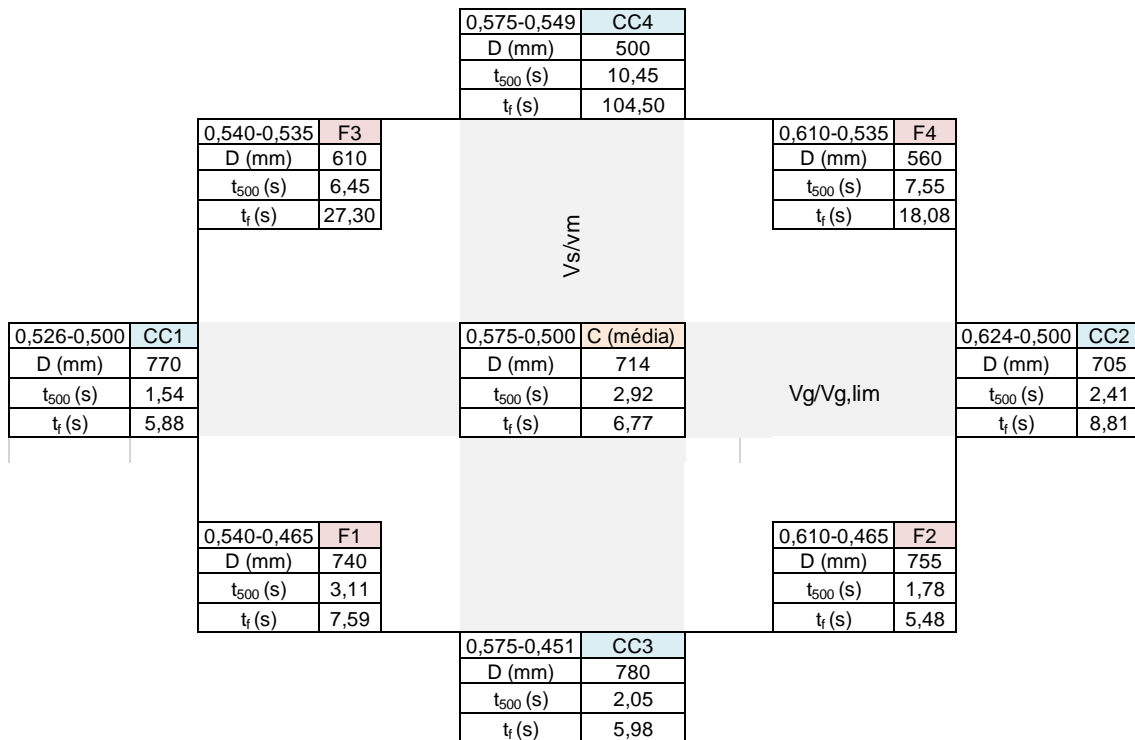 0,575-0,549 CC4
D (mm) 500
t500 (s) 10,45
tf (s) 104,50
0,540-0,535 F3
D (mm) 610
t500 (s) 6,45
tf (s) 27,30
0,610-0,535 F4
D (mm) 560
t500 (s) 7,55
tf (s) 18,08
Vs/vm
0,526-0,500 CC1
D (mm) 770
t500 (s) 1,54
tf (s) 5,88
0,575-0,500 C (média)
D (mm) 714
t500 (s) 2,92
tf (s) 6,77
Vg/Vg,lim
0,624-0,500 CC2
D (mm) 705
t500 (s) 2,41
tf (s) 8,81
0,540-0,465 F1
D (mm) 740
t500 (s) 3,11
tf (s) 7,59
0,610-0,465 F2
D (mm) 755
t500 (s) 1,78
tf (s) 5,48
0,575-0,451 CC3
D (mm) 780
t500 (s) 2,05
tf (s) 5,98